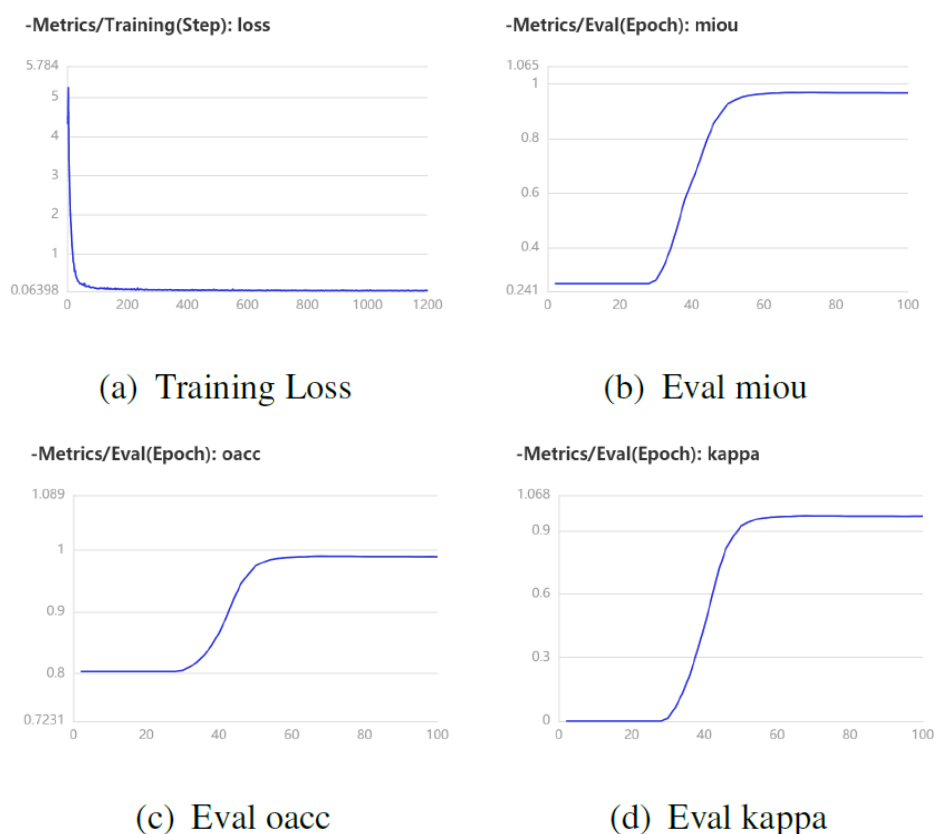 -Metrics/Training(Step): loss
5.784
5
4
3
2
1
0.06398
0 200 400 600 800 1000 1200
(a) Training Loss
-Metrics/Eval(Epoch): miou
1.065
1
0.8
0.6
0.4
0.241
0 20 40 60 80 100
(b) Eval miou
-Metrics/Eval(Epoch): oacc
1.089
1
0.9
0.8
0.7231
0 20 40 60 80 100
(c) Eval oacc
-Metrics/Eval(Epoch): kappa
1.068
0.9
0.6
0.3
0
0 20 40 60 80 100
(d) Eval kappa